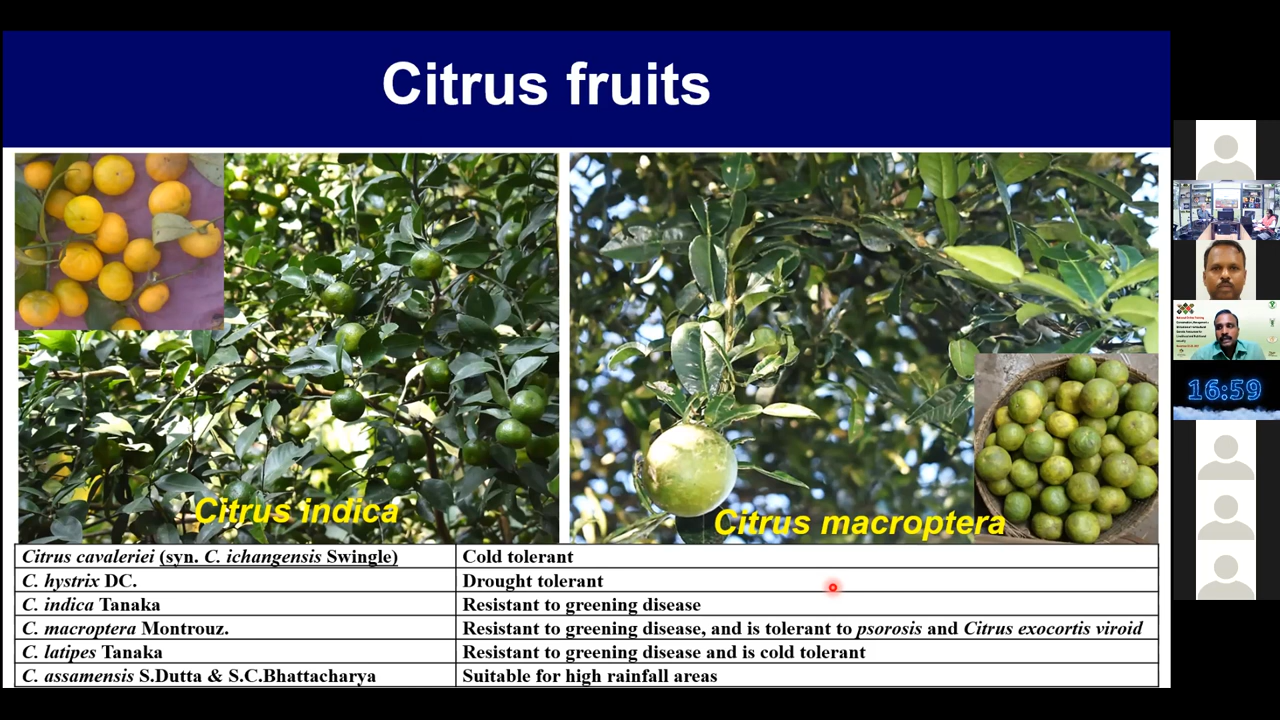 Citrus fruits
Citrus indica
Citrus macroptera
Citrus cavaleriei (syn. C. ichangensis Swingle) Cold tolerant
C. hystrix DC. Drought tolerant
C. indica Tanaka Resistant to greening disease
C. macroptera Montrouz. Resistant to greening disease, and is tolerant to psorosis and Citrus exocortis viroid
C. latipes Tanaka Resistant to greening disease and is cold tolerant
C. assamensis S.Dutta & S.C.Bhattacharya Suitable for high rainfall areas
16:59